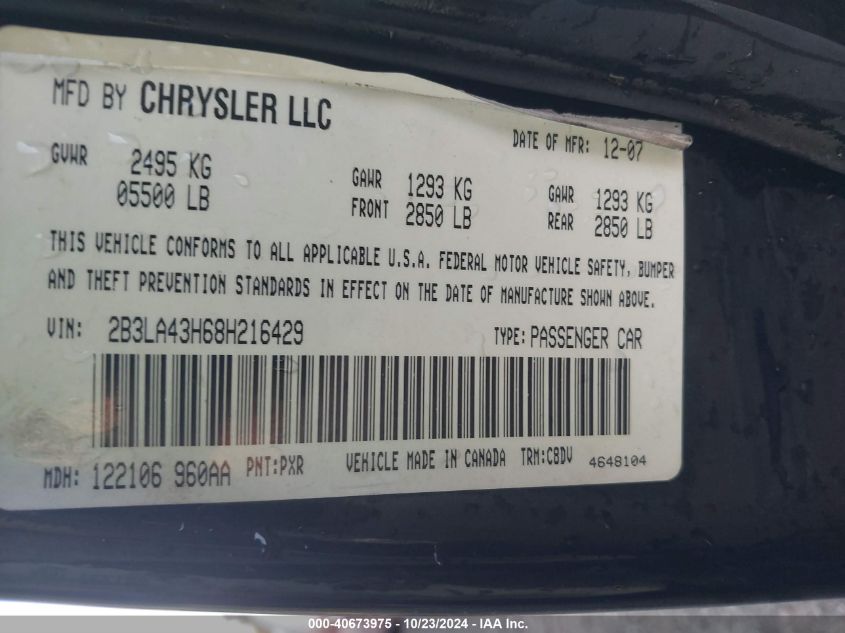 MFD BY CHRYSLER LLC
DATE OF MFR: 12-07
GVWR 2495 KG
05500 LB
GAWR FRONT 1293 KG
2850 LB
GAWR REAR 1293 KG
2850 LB
THIS VEHICLE CONFORMS TO ALL APPLICABLE U.S.A. FEDERAL MOTOR VEHICLE SAFETY, BUMPER
AND THEFT PREVENTION STANDARDS IN EFFECT ON THE DATE OF MANUFACTURE SHOWN ABOVE.
VIN: 2B3LA43H68H216429 TYPE: PASSENGER CAR
MDH: 122106 960AA PNT:PXR VEHICLE MADE IN CANADA TRM:C8DV 4648104
000-40673975 - 10/23/2024 - IAA Inc.